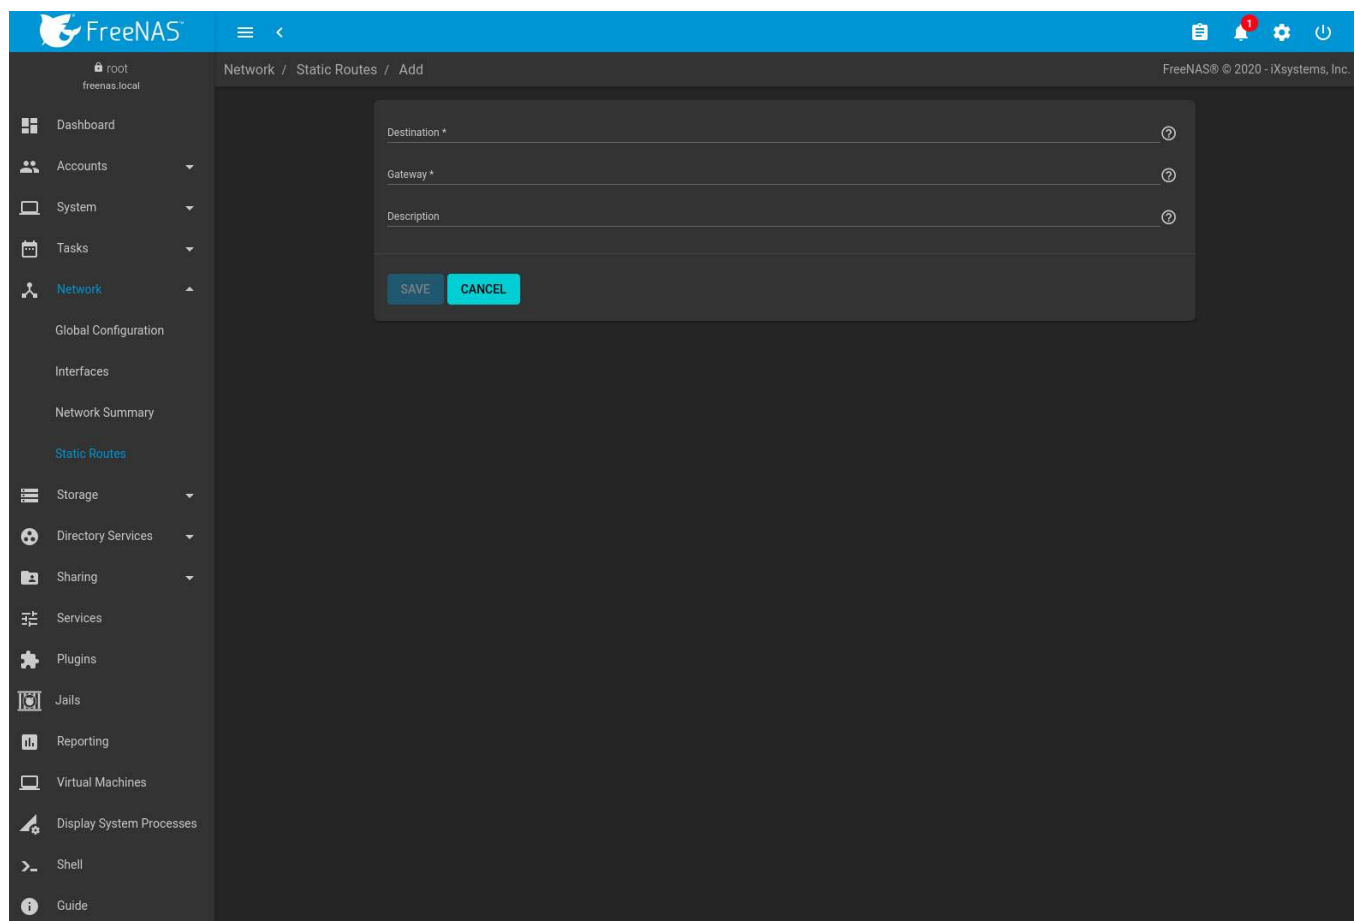 FreeNAS
1
root
freenas.local
Network / Static Routes / Add
FreeNAS® © 2020 - iXsystems, Inc.
Dashboard
Accounts
System
Tasks
Network
Global Configuration
Interfaces
Network Summary
Static Routes
Storage
Directory Services
Sharing
Services
Plugins
Jails
Reporting
Virtual Machines
Display System Processes
Shell
Guide
Destination *
Gateway *
Description
SAVE CANCEL